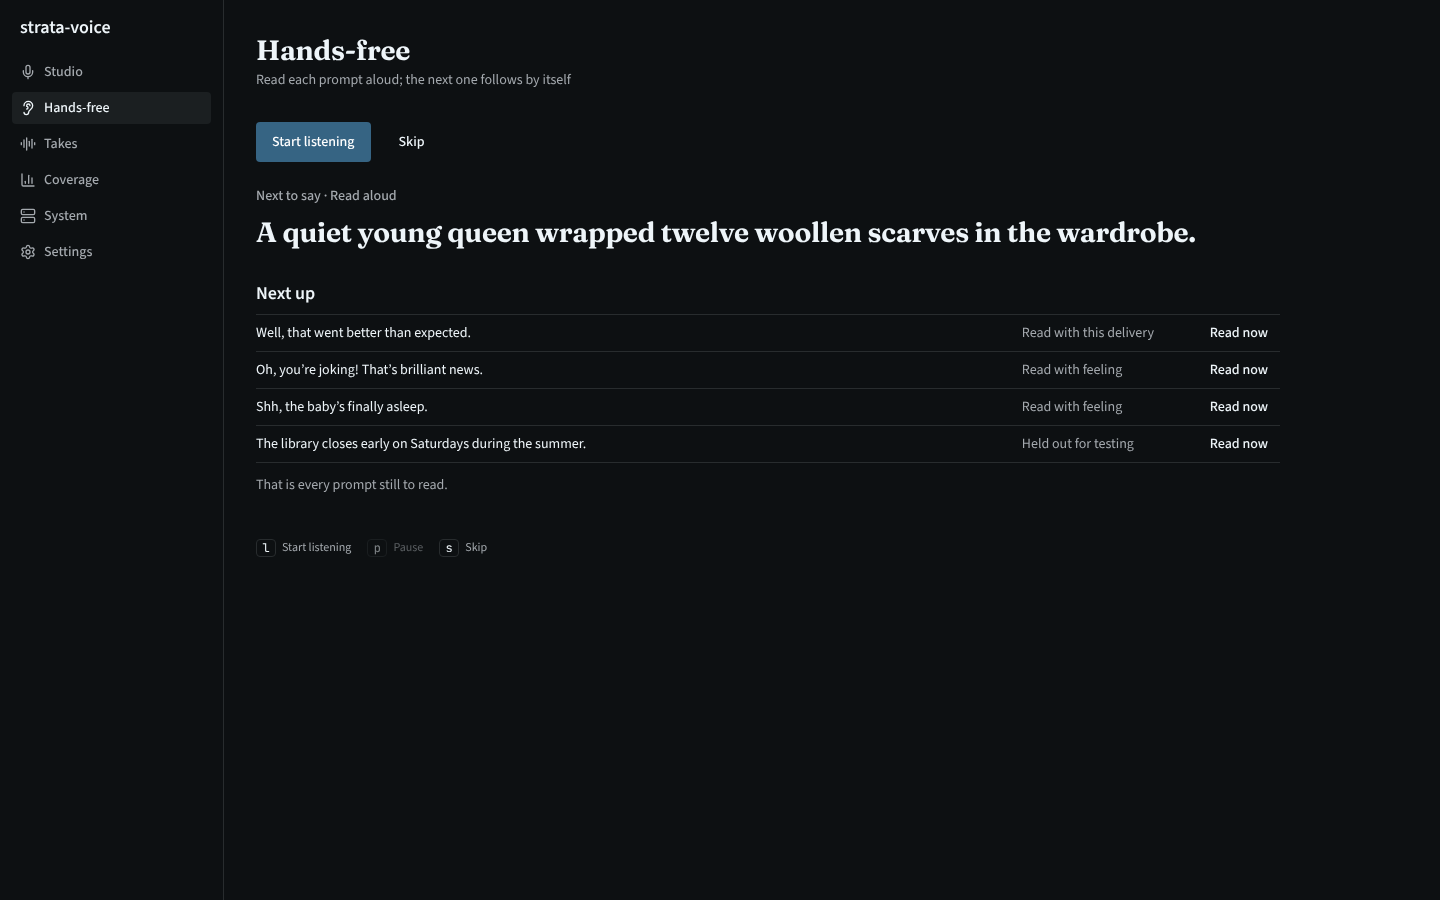 strata-voice
Studio
Hands-free
Takes
Coverage
System
Settings
Hands-free
Read each prompt aloud; the next one follows by itself
Start listening Skip
Next to say · Read aloud
A quiet young queen wrapped twelve woollen scarves in the wardrobe.
Next up
Well, that went better than expected. Read with this delivery Read now
Oh, you’re joking! That’s brilliant news. Read with feeling Read now
Shh, the baby’s finally asleep. Read with feeling Read now
The library closes early on Saturdays during the summer. Held out for testing Read now
That is every prompt still to read.
l Start listening p Pause s Skip